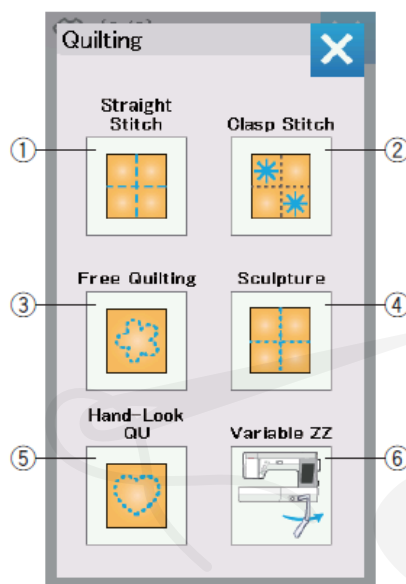 Quilting
Straight
Stitch
Clasp Stitch
①
②
Free Quilting
Sculpture
③
④
Hand-Look
QU
Variable ZZ
⑤
⑥